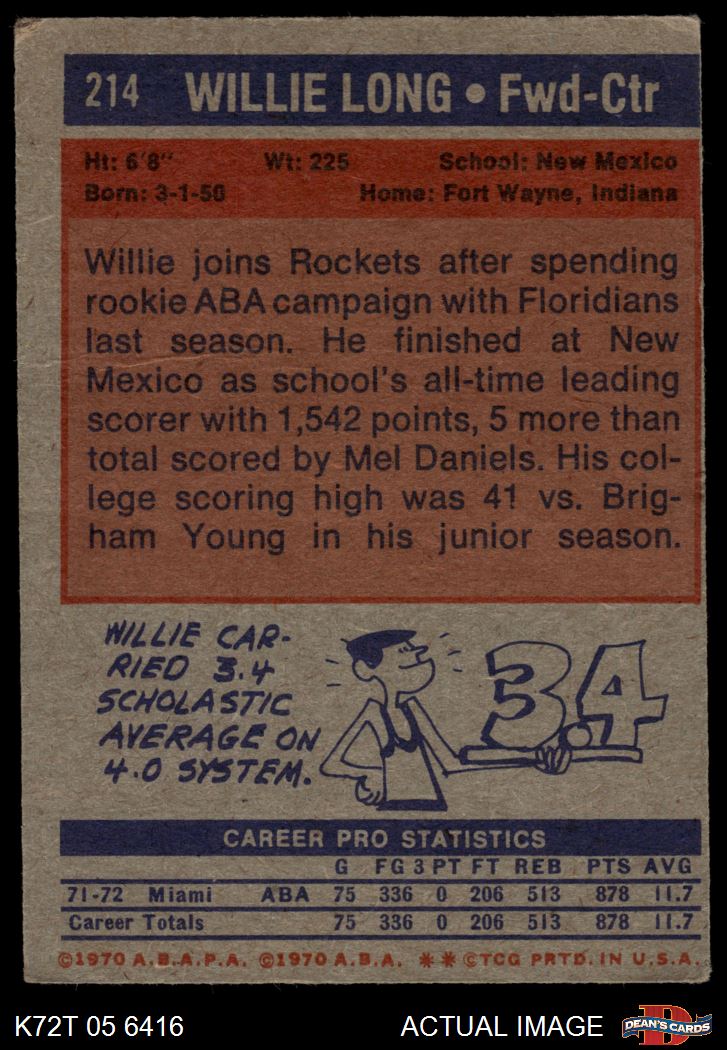 214 WILLIE LONG • Fwd-Ctr
Ht: 6'8" Wt: 225 School: New Mexico
Born: 3-1-50 Home: Fort Wayne, Indiana
Willie joins Rockets after spending
rookie ABA campaign with Floridians
last season. He finished at New
Mexico as school's all-time leading
scorer with 1,542 points, 5 more than
total scored by Mel Daniels. His col-
lege scoring high was 41 vs. Brig-
ham Young in his junior season.
WILLIE CAR-
RIED 3.4
SCHOLASTIC
AVERAGE ON
4.0 SYSTEM.
3.4
CAREER PRO STATISTICS
G FG 3 PT FT REB PTS AVG
71-72 Miami ABA 75 336 0 206 513 878 11.7
Career Totals 75 336 0 206 513 878 11.7
©1970 A.B.A.P.A. ©1970 A.B.A. ** ©TCG PRTD. IN U.S.A.
K72T 05 6416 ACTUAL IMAGE D DEAN'S CARDS